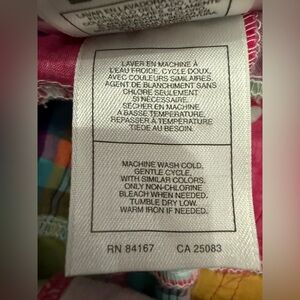 LAVER EN MACHINE À
L'EAU FROIDE, CYCLE DOUX,
AVEC COULEURS SIMILAIRES.
AGENT DE BLANCHIMENT SANS
CHLORE SEULEMENT
SI NÉCESSAIRE.
SÉCHER EN MACHINE
À BASSE TEMPÉRATURE.
REPASSER À TEMPÉRATURE
TIÈDE AU BESOIN.
MACHINE WASH COLD,
GENTLE CYCLE,
WITH SIMILAR COLORS.
ONLY NON-CHLORINE
BLEACH WHEN NEEDED.
TUMBLE DRY LOW.
WARM IRON IF NEEDED.
RN 84167 CA 25083